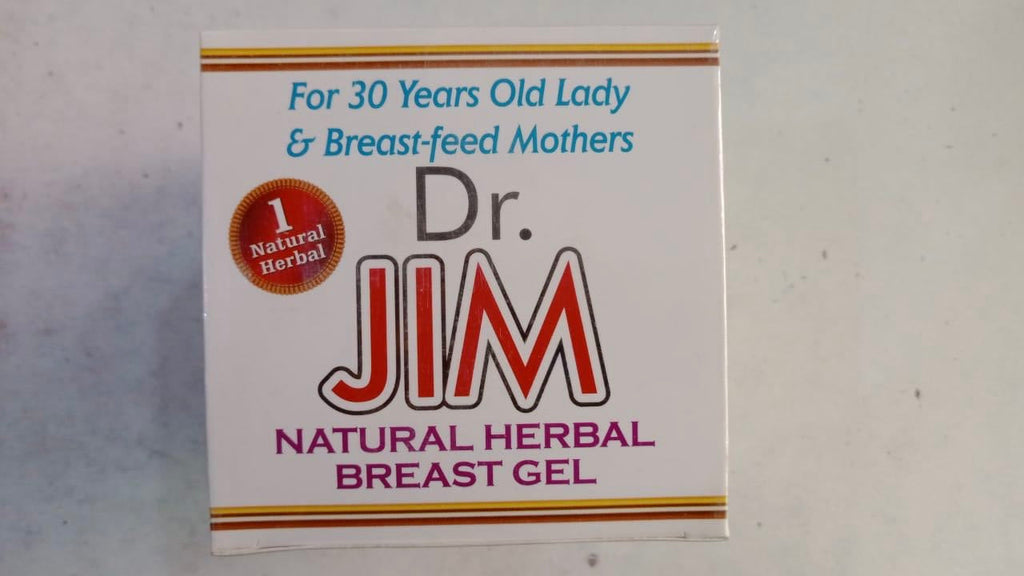 For 30 Years Old Lady
& Breast-feed Mothers
Dr.
1
Natural
Herbal
JIM
NATURAL HERBAL
BREAST GEL